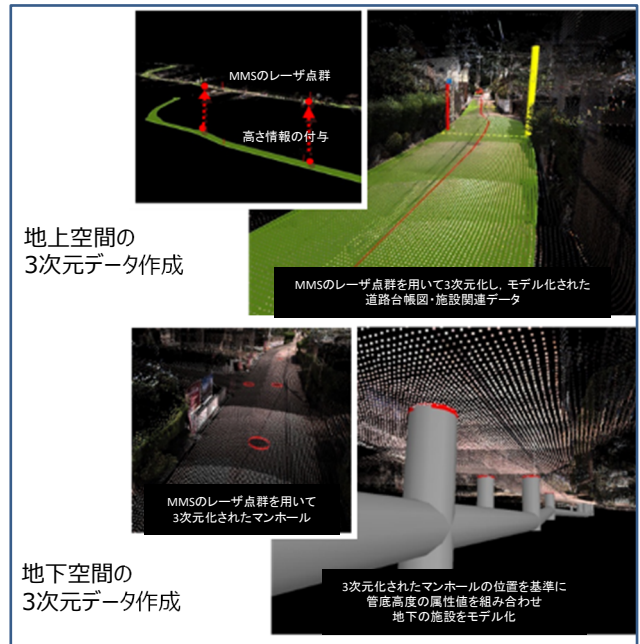 MMSのレーザ点群
高さ情報の付与
地上空間の
3次元データ作成
MMSのレーザ点群を用いて3次元化し，モデル化された
道路台帳図・施設関連データ
MMSのレーザ点群を用いて
3次元化されたマンホール
地下空間の
3次元データ作成
3次元化されたマンホールの位置を基準に
管底高度の属性値を組み合わせ
地下の施設をモデル化